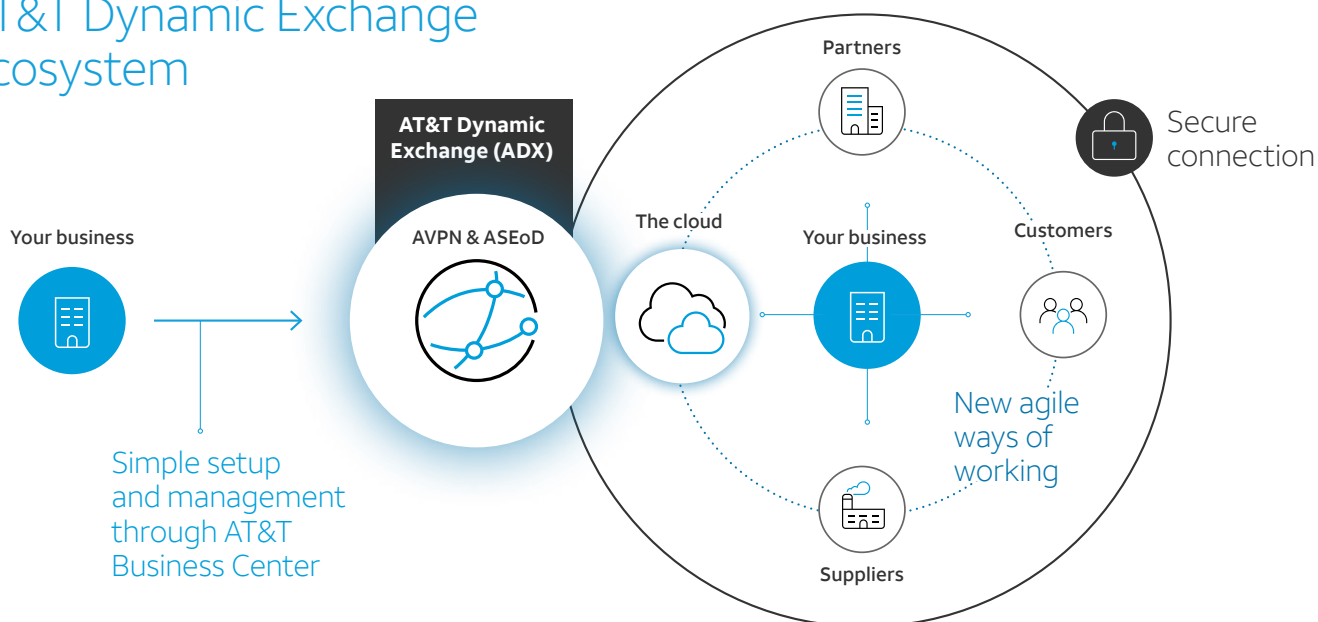 T&T Dynamic Exchange
cosystem
Partners
AT&T Dynamic
Exchange (ADX)
Secure
connection
The cloud
Your business
AVPN & ASEoD
Your business
Customers
New agile
ways of
working
Simple setup
and management
through AT&T
Business Center
Suppliers